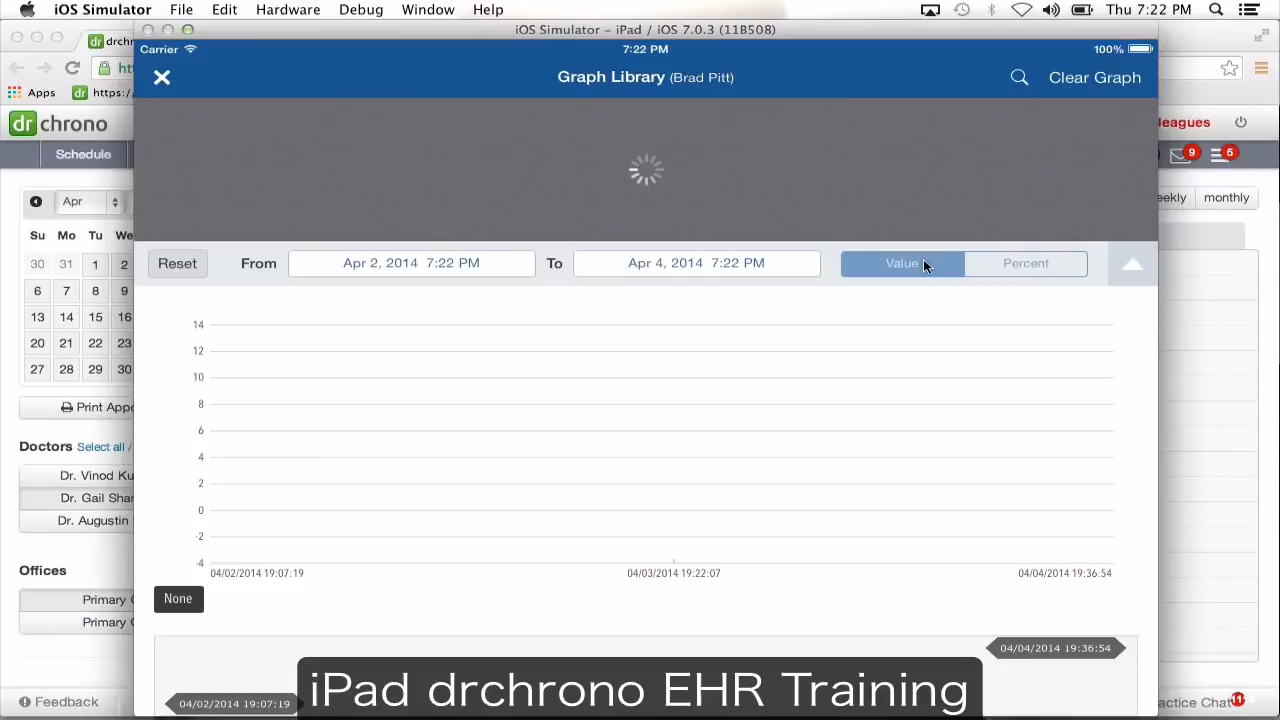 iOS Simulator File Edit Hardware Debug Window Help Thu 7:22 PM
iOS Simulator – iPad / iOS 7.0.3 (11B508)
Carrier 7:22 PM 100%
Graph Library (Brad Pitt) Clear Graph
Apps https:/
drchrono
leagues
Schedule
9 5
Apr
weekly monthly
Su Mo Tu We
30 31 1 2
6 7 8 9
13 14 15 16
20 21 22 23
27 28 29 30
Print Appo
Doctors Select all /
Dr. Vinod Ku
Dr. Gail Shar
Dr. Augustin
Offices
Primary
Primary
Feedback
Reset From Apr 2, 2014 7:22 PM To Apr 4, 2014 7:22 PM Value Percent
14
12
10
8
6
4
2
0
-2
-4
04/02/2014 19:07:19 04/03/2014 19:22:07 04/04/2014 19:36:54
None
04/04/2014 19:36:54
04/02/2014 19:07:19
iPad drchrono EHR Training
actice Chat